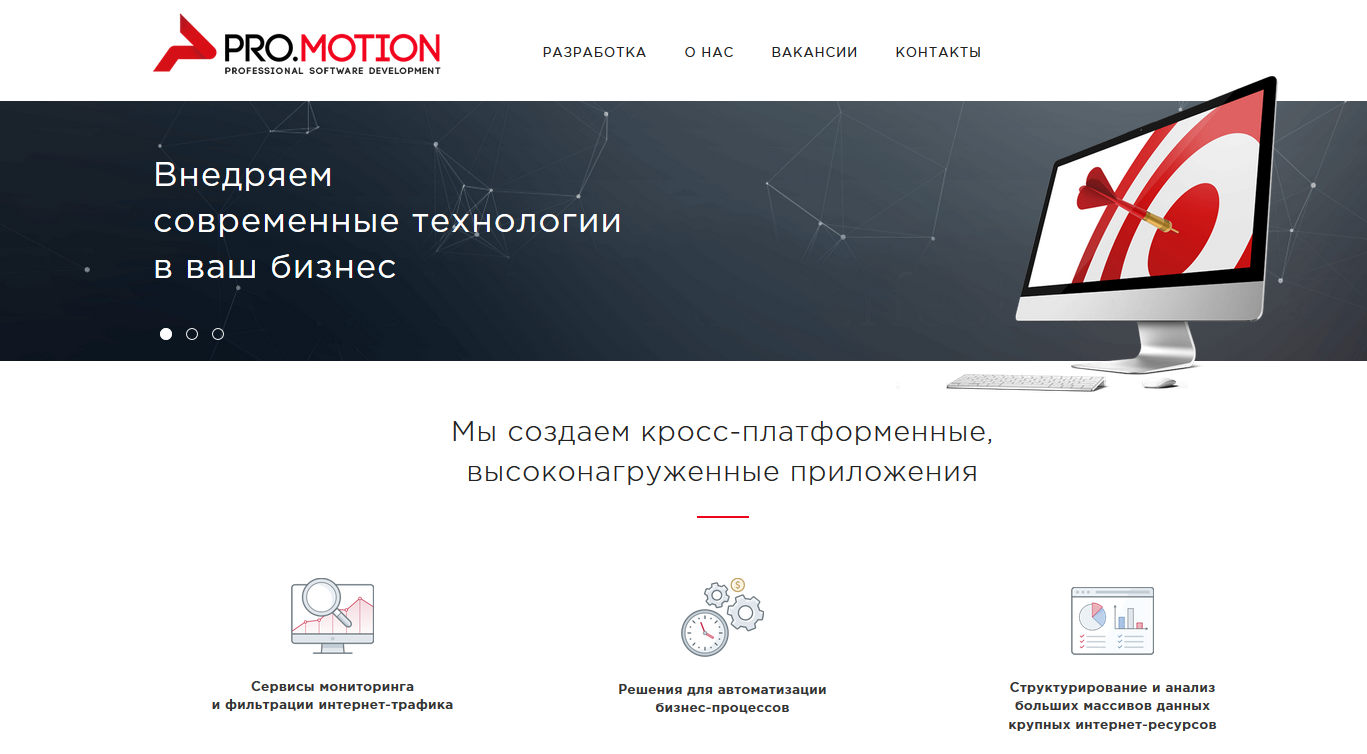 PRO.MOTION
PROFESSIONAL SOFTWARE DEVELOPMENT
РАЗРАБОТКА О НАС ВАКАНСИИ КОНТАКТЫ
Внедряем
современные технологии
в ваш бизнес
Мы создаем кросс-платформенные,
высоконагруженные приложения
$
Сервисы мониторинга
и фильтрации интернет-трафика
Решения для автоматизации
бизнес-процессов
Структурирование и анализ
больших массивов данных
крупных интернет-ресурсов